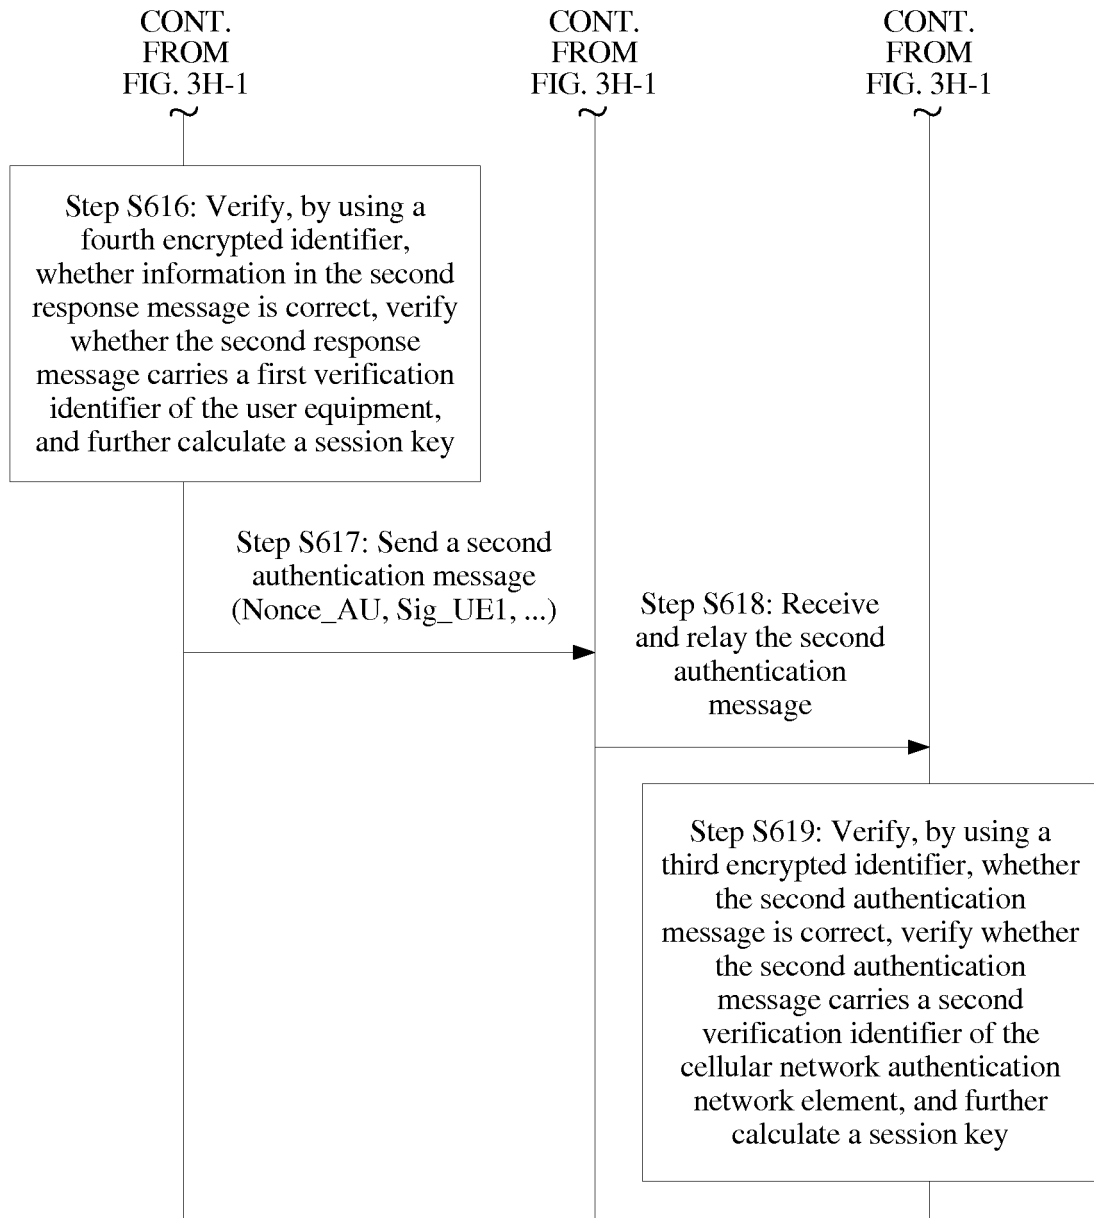 CONT.
FROM
FIG. 3H-1
CONT.
FROM
FIG. 3H-1
CONT.
FROM
FIG. 3H-1
Step S616: Verify, by using a
fourth encrypted identifier,
whether information in the second
response message is correct, verify
whether the second response
message carries a first verification
identifier of the user equipment,
and further calculate a session key
Step S617: Send a second
authentication message
(Nonce_AU, Sig_UE1, ...)
Step S618: Receive
and relay the second
authentication
message
Step S619: Verify, by using a
third encrypted identifier, whether
the second authentication
message is correct, verify whether
the second authentication
message carries a second
verification identifier of the
cellular network authentication
network element, and further
calculate a session key